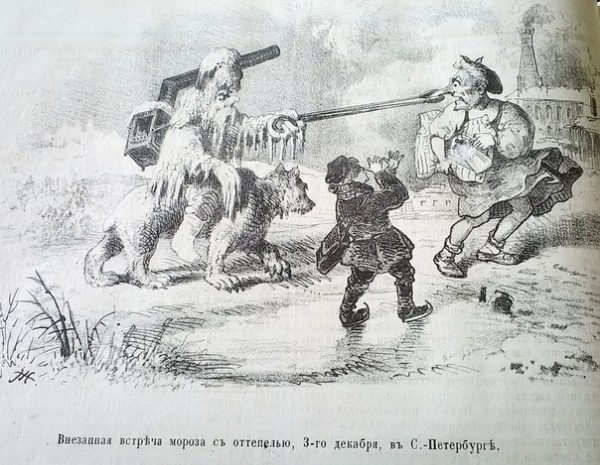 Внезапная встрѣча мороза съ оттепелью, 3-го декабря, въ С.-Петербургѣ.